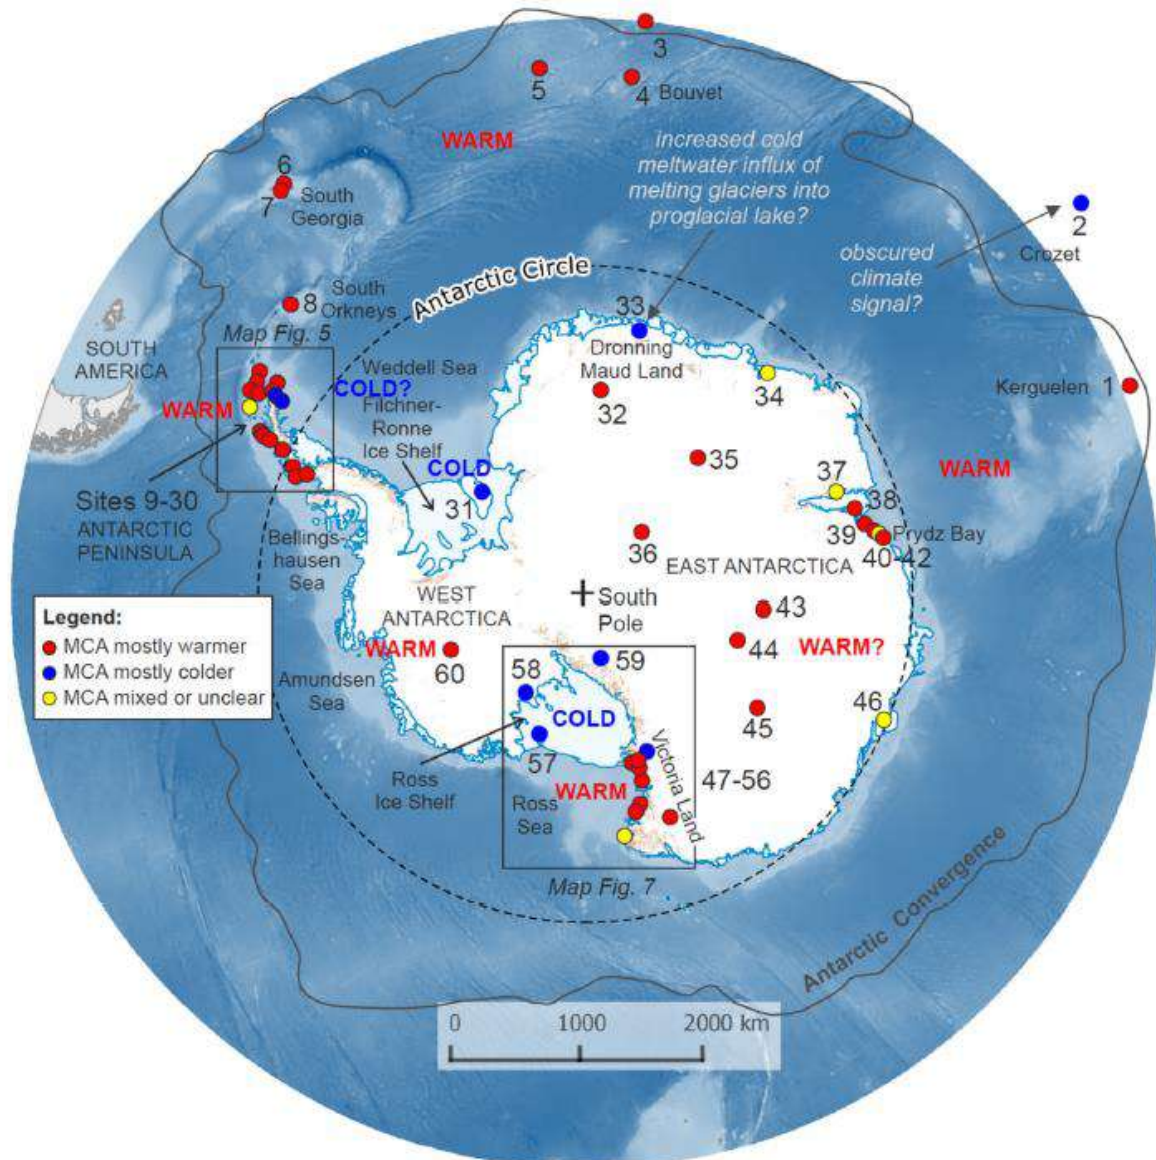 3
5
4
Bouvet
WARM
increased cold
meltwater influx of
melting glaciers into
proglacial lake?
6
7
South
Georgia
2
Crozet
obscured
climate
signal?
Antarctic Circle
8
South
Orkneys
Map Fig. 5
33
SOUTH
AMERICA
Weddell Sea
Dronning
Maud Land
COLD?
34
Kerguelen
1
WARM
Filchner-
Ronne
Ice Shelf
32
COLD
35
WARM
37
31
38
Sites 9-30
ANTARCTIC
PENINSULA
39
Prydz Bay
40-42
Bellings-
hausen
Sea
36
EAST ANTARCTICA
WEST
ANTARCTICA
South
Pole
43
Legend:
MCA mostly warmer
MCA mostly colder
MCA mixed or unclear
WARM
60
44
WARM?
58
59
Amundsen
Sea
COLD
45
46
57
Victoria Land
Ross
Ice Shelf
WARM
47-56
Ross
Sea
Map Fig. 7
Antarctic Convergence
0 1000 2000 km